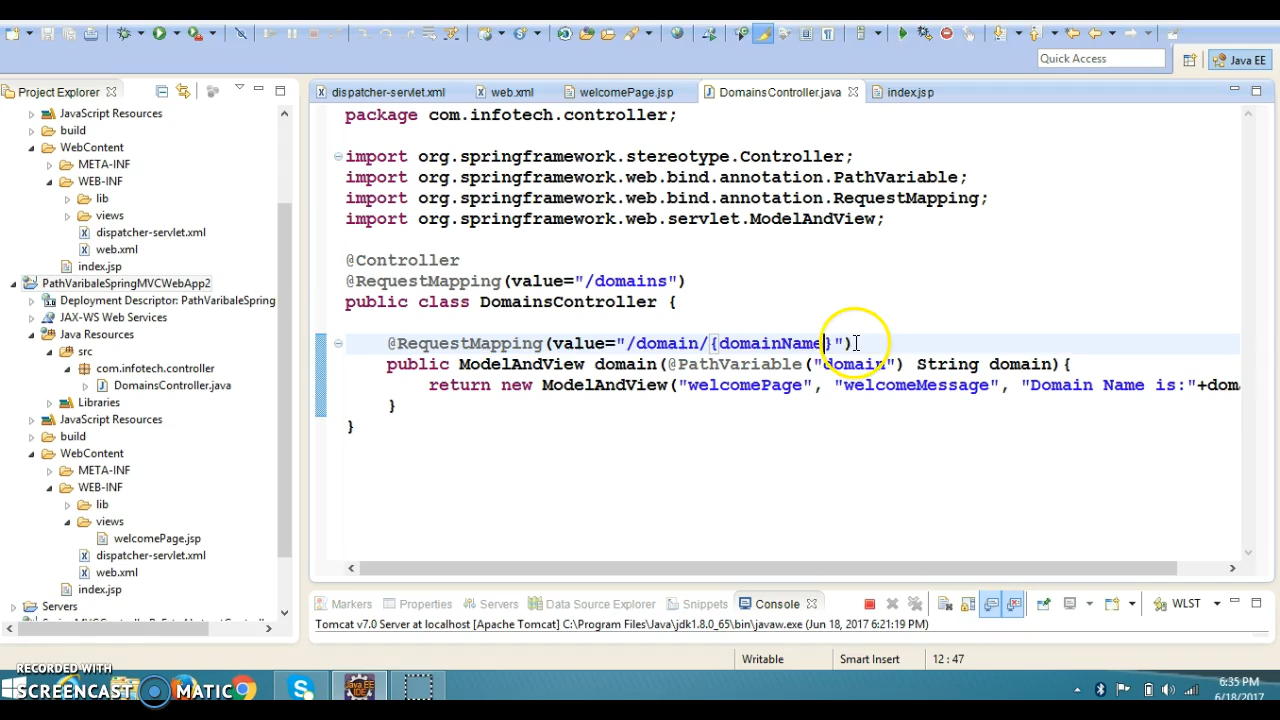 Quick Access
Java EE
Project Explorer
JavaScript Resources
build
WebContent
META-INF
WEB-INF
lib
views
dispatcher-servlet.xml
web.xml
index.jsp
PathVaribaleSpringMVCWebApp2
Deployment Descriptor: PathVaribaleSpring
JAX-WS Web Services
Java Resources
src
com.infotech.controller
DomainsController.java
Libraries
JavaScript Resources
build
WebContent
META-INF
WEB-INF
lib
views
welcomePage.jsp
dispatcher-servlet.xml
web.xml
index.jsp
Servers
dispatcher-servlet.xml web.xml welcomePage.jsp DomainsController.java index.jsp
package com.infotech.controller;
import org.springframework.stereotype.Controller;
import org.springframework.web.bind.annotation.PathVariable;
import org.springframework.web.bind.annotation.RequestMapping;
import org.springframework.web.servlet.ModelAndView;
@Controller
@RequestMapping(value="/domains")
public class DomainsController {
@RequestMapping(value="/domain/{domainName}")
public ModelAndView domain(@PathVariable("domain") String domain){
return new ModelAndView("welcomePage", "welcomeMessage", "Domain Name is:"+dom
}
}
Markers Properties Servers Data Source Explorer Snippets Console WLST
Tomcat v7.0 Server at localhost [Apache Tomcat] C:\Program Files\Java\jdk1.8.0_65\bin\javaw.exe (Jun 18, 2017 6:21:19 PM)
Writable Smart Insert 12 : 47
RECORDED WITH
SCREENCAST MATIC
Java EE
IDE
6:35 PM
6/18/2017